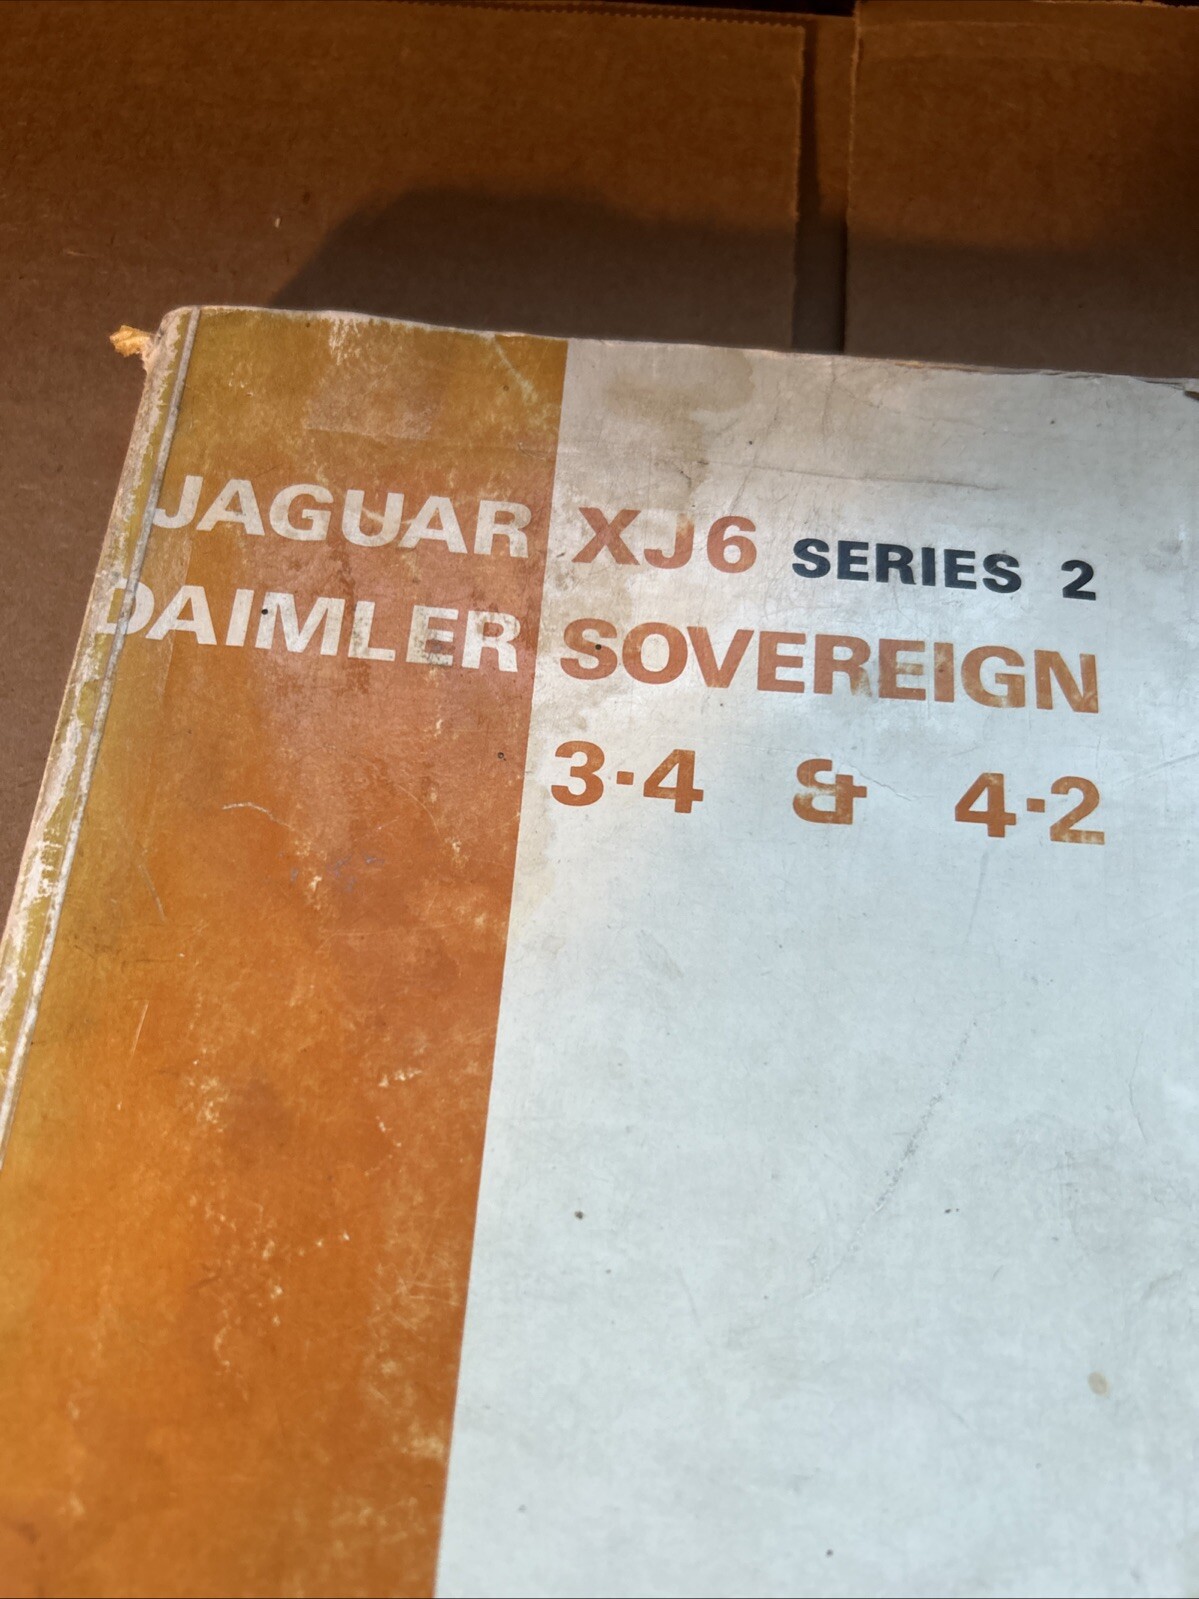 JAGUAR XJ6 SERIES 2
DAIMLER SOVEREIGN
3·4 & 4·2